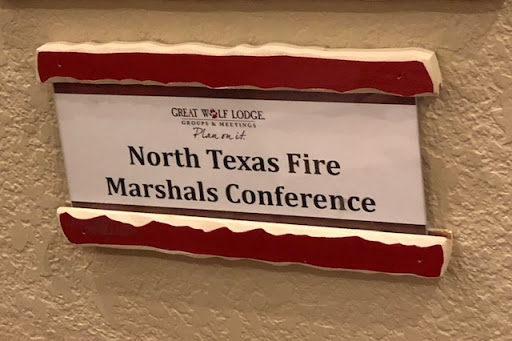 GREAT WOLF LODGE.
GROUPS & MEETINGS
Plan on it.
North Texas Fire
Marshals Conference